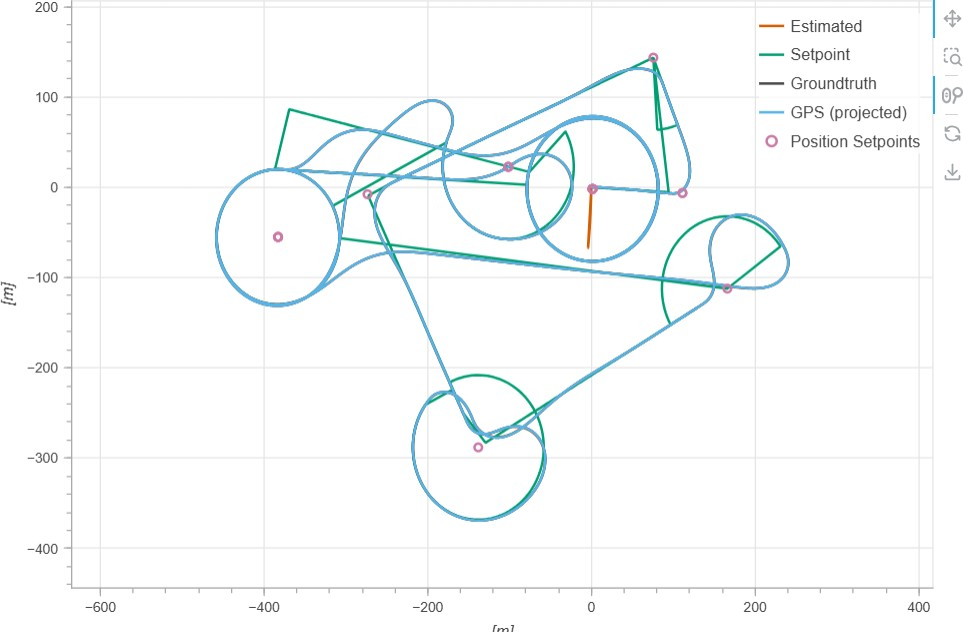 200
100
0
−100
−200
−300
−400
[m]
Estimated
Setpoint
Groundtruth
GPS (projected)
Position Setpoints
−600
−400
−200
0
200
400
[m]